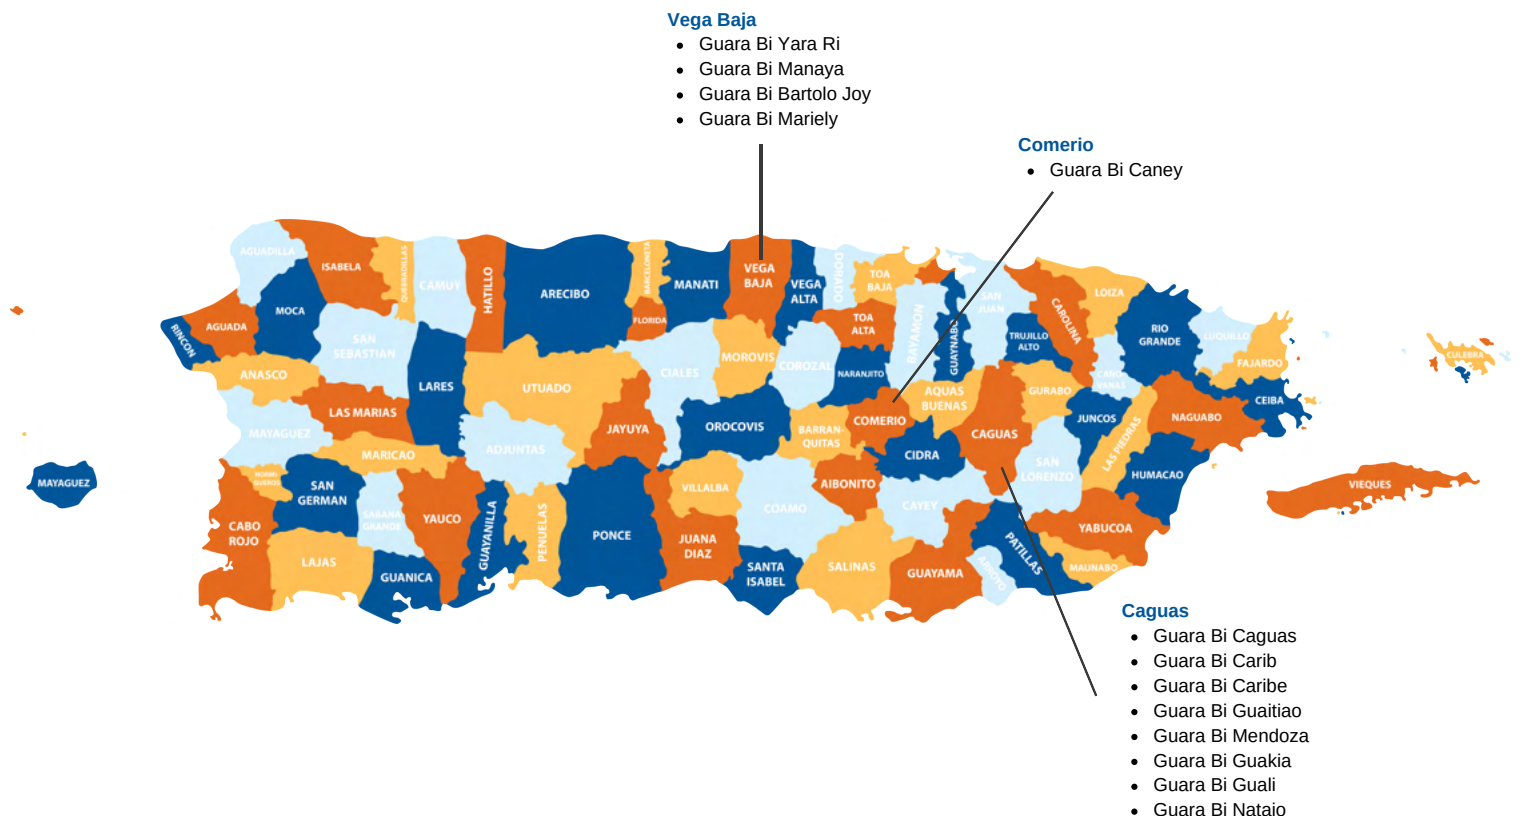 Vega Baja
• Guara Bi Yara Ri
• Guara Bi Manaya
• Guara Bi Bartolo Joy
• Guara Bi Mariely
Comerio
• Guara Bi Caney
AGUADILLA
ISABELA
QUEBRADILLAS
CAMUY
HATILLO
ARECIBO
BARCELONETA
MANATI
VEGA
BAJA
VEGA
ALTA
DORADO
TOA
BAJA
TOA
ALTA
BAYAMON
GUAYNABO
SAN
JUAN
TRUJILLO
ALTO
CAROLINA
LOIZA
CANO
VANAS
RIO
GRANDE
LUQUILLO
FAJARDO
CULEBRA
CEIBA
RINCON
AGUADA
MOCA
SAN
SEBASTIAN
FLORIDA
ANASCO
LARES
UTUADO
CIALES
MOROVIS
COROZAL
NARANJITO
LAS MARIAS
MAYAGUEZ
MARICAO
ADJUNTAS
JAYUYA
OROCOVIS
BARRAN-
QUITAS
COMERIO
AQUAS
BUENAS
CIDRA
CAGUAS
GURABO
JUNCOS
LAS PIEDRAS
NAGUABO
HUMACAO
SAN
LORENZO
MAYAGUEZ
HORMI
GUEROS
SAN
GERMAN
CABO
ROJO
SABANA
GRANDE
LAJAS
YAUCO
GUANICA
GUAYANILLA
PENUELAS
PONCE
VILLALBA
JUANA
DIAZ
COAMO
SANTA
ISABEL
AIBONITO
SALINAS
CAYEY
GUAYAMA
ARROYO
PATILLAS
YABUCOA
MAUNABO
VIEQUES
Caguas
• Guara Bi Caguas
• Guara Bi Carib
• Guara Bi Caribe
• Guara Bi Guaitiao
• Guara Bi Mendoza
• Guara Bi Guakia
• Guara Bi Guali
• Guara Bi Nataio